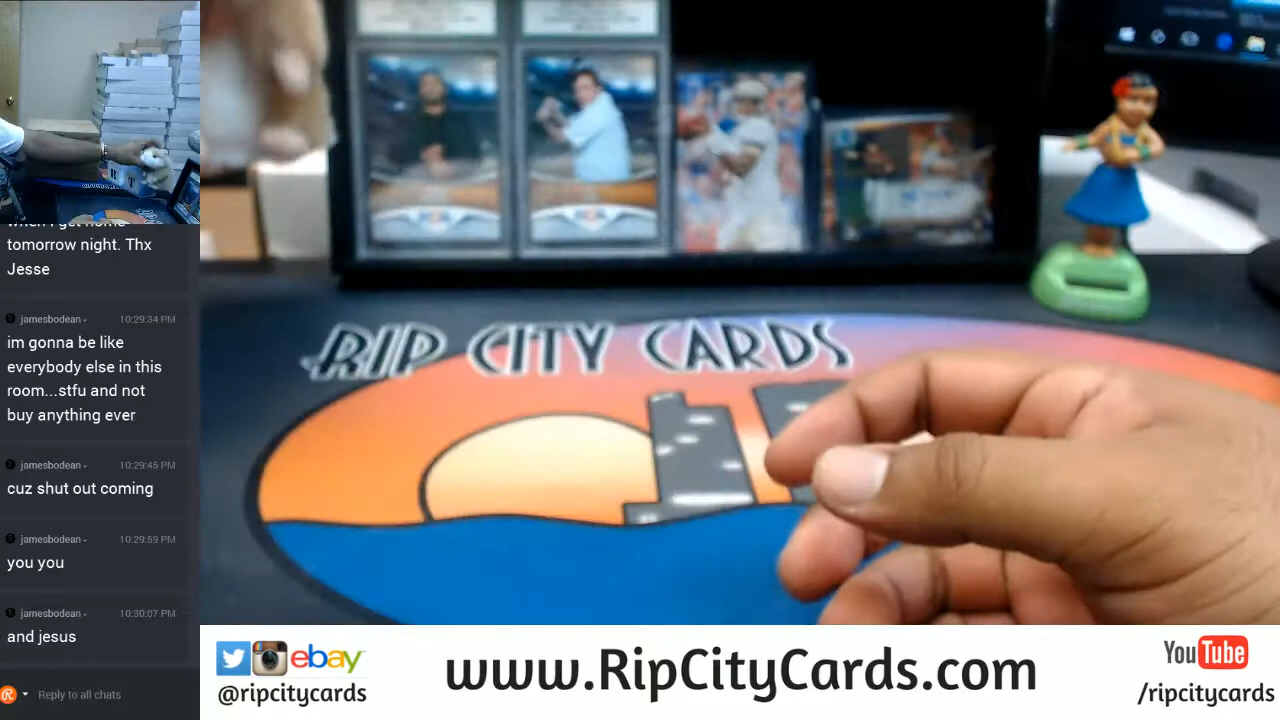 tomorrow night. Thx
Jesse
jamesbodean
10:29:34 PM
im gonna be like
everybody else in this
room...stfu and not
buy anything ever
jamesbodean
10:29:45 PM
cuz shut out coming
jamesbodean
10:29:59 PM
you you
jamesbodean
10:30:07 PM
and jesus
Reply to all chats
RIP CITY CARDS
ebay
@ripcitycards
www.RipCityCards.com
YouTube
/ripcitycards